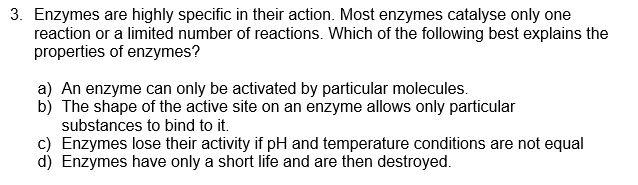 3. Enzymes are highly specific in their action. Most enzymes catalyse only one
reaction or a limited number of reactions. Which of the following best explains the
properties of enzymes?
a) An enzyme can only be activated by particular molecules.
b) The shape of the active site on an enzyme allows only particular
substances to bind to it.
c) Enzymes lose their activity if pH and temperature conditions are not equal
d) Enzymes have only a short life and are then destroyed.